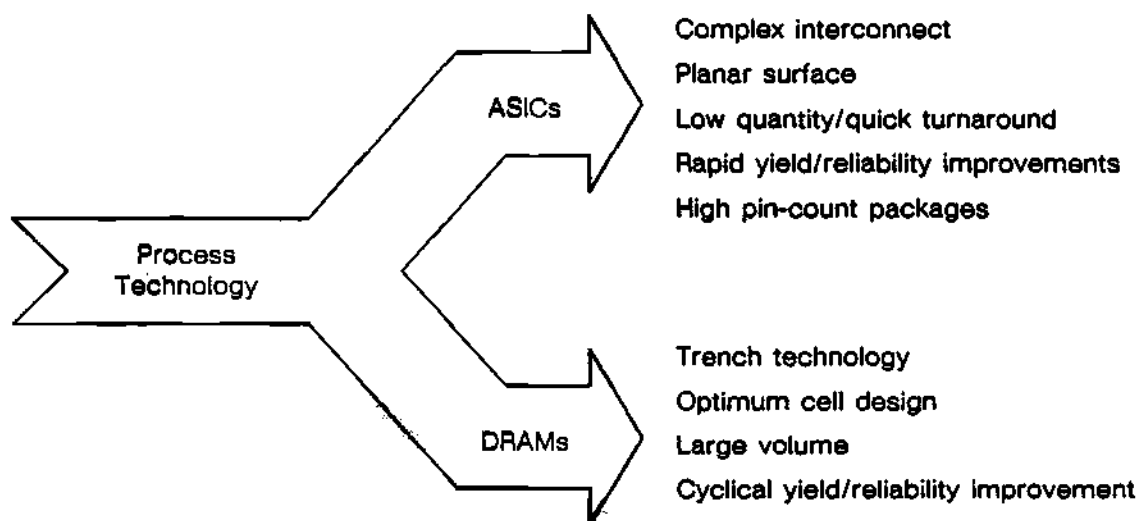 Complex interconnect
Planar surface
ASICs
Low quantity/quick turnaround
Rapid yield/reliability improvements
High pin-count packages
Process
Technology
Trench technology
Optimum cell design
DRAMs
Large volume
Cyclical yield/reliability improvement